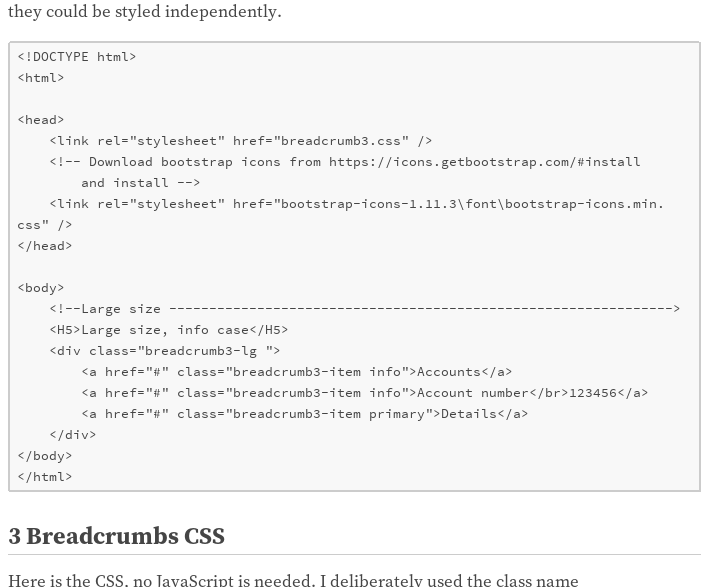 they could be styled independently.
<!DOCTYPE html>
<html>
<head>
    <link rel="stylesheet" href="breadcrumb3.css" />
    <!-- Download bootstrap icons from https://icons.getbootstrap.com/#install
        and install -->
    <link rel="stylesheet" href="bootstrap-icons-1.11.3\font\bootstrap-icons.min.
css" />
</head>
<body>
    <!--Large size --------------------------------------------------------------->
    <H5>Large size, info case</H5>
    <div class="breadcrumb3-lg ">
        <a href="#" class="breadcrumb3-item info">Accounts</a>
        <a href="#" class="breadcrumb3-item info">Account number</br>123456</a>
        <a href="#" class="breadcrumb3-item primary">Details</a>
    </div>
</body>
</html>
3 Breadcrumbs CSS
Here is the CSS, no JavaScript is needed. I deliberately used the class name